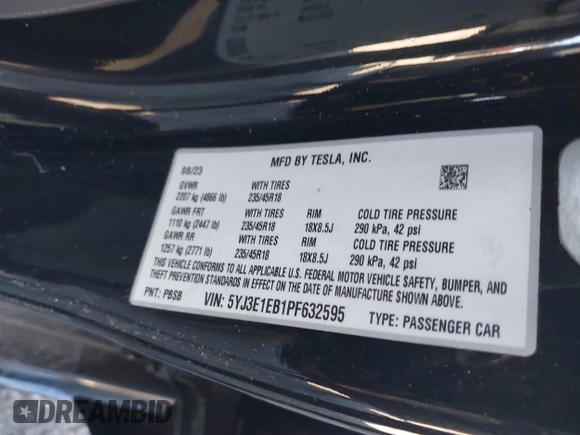 MFD BY TESLA, INC.
08/23
GVWR WITH TIRES
2207 kg (4866 lb) 235/45R18
GAWR FRT WITH TIRES RIM COLD TIRE PRESSURE
1110 kg (2447 lb) 235/45R18 18X8.5J 290 kPa, 42 psi
GAWR RR WITH TIRES RIM COLD TIRE PRESSURE
1257 kg (2771 lb) 235/45R18 18X8.5J 290 kPa, 42 psi
THIS VEHICLE CONFORMS TO ALL APPLICABLE U.S. FEDERAL MOTOR VEHICLE SAFETY, BUMPER, AND
THEFT PREVENTION STANDARDS IN EFFECT ON THE DATE OF MANUFACTURE SHOWN ABOVE.
PNT: PBSB VIN: 5YJ3E1EB1PF632595 TYPE: PASSENGER CAR
DREAMBID